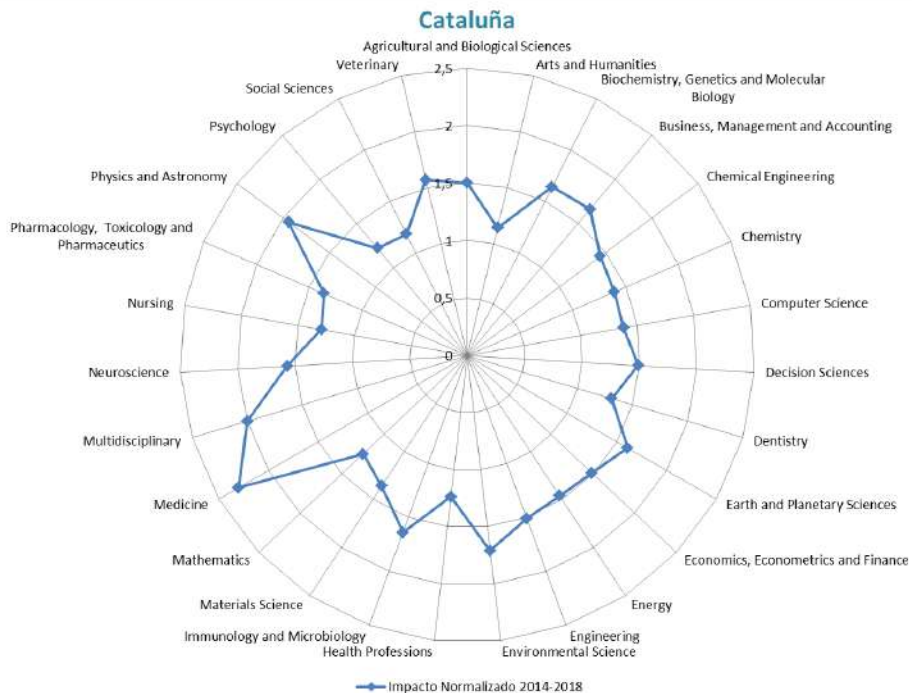 Cataluña
Agricultural and Biological Sciences
Arts and Humanities
Biochemistry, Genetics and Molecular
Biology
Business, Management and Accounting
Chemical Engineering
Chemistry
Computer Science
Decision Sciences
Dentistry
Earth and Planetary Sciences
Economics, Econometrics and Finance
Energy
Engineering
Environmental Science
Health Professions
Immunology and Microbiology
Materials Science
Mathematics
Medicine
Multidisciplinary
Neuroscience
Nursing
Pharmacology, Toxicology and
Pharmaceutics
Physics and Astronomy
Psychology
Social Sciences
Veterinary
2,5
2
1,5
1
0,5
0
Impacto Normalizado 2014-2018